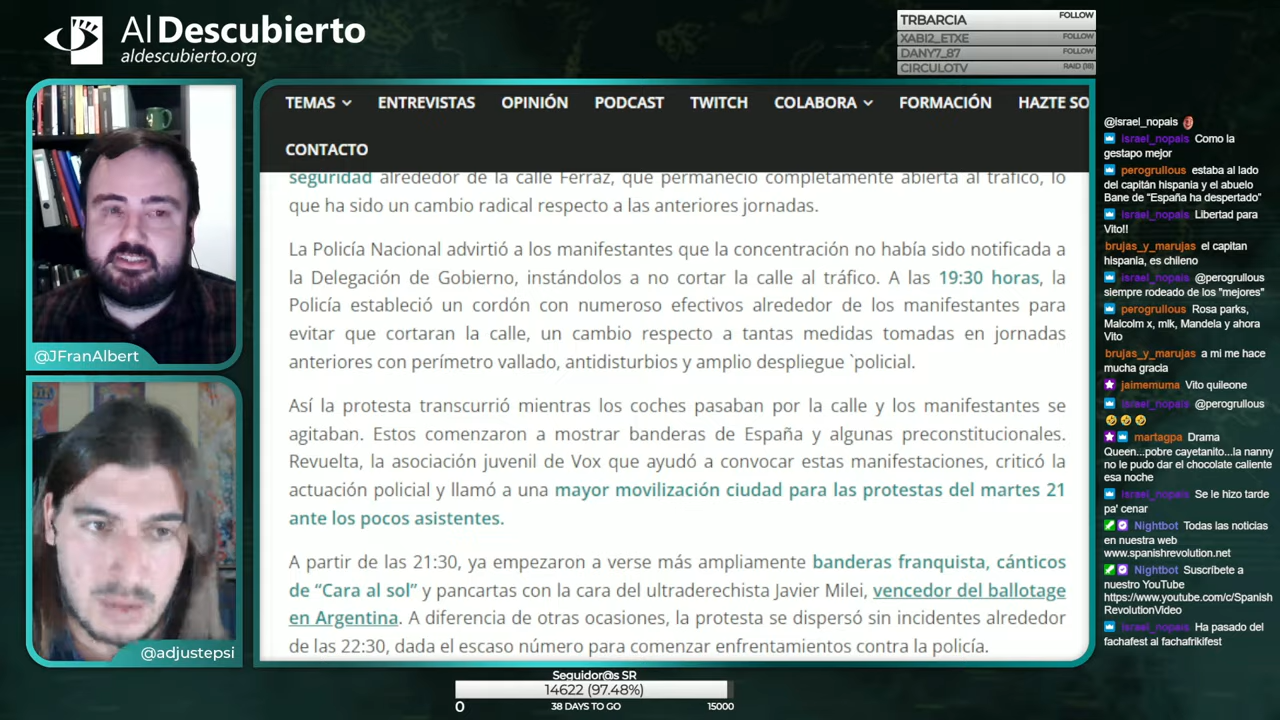 Al Descubierto
aldescubierto.org
TRBARCIA FOLLOW
XABI2_ETXE FOLLOW
DANY7_87 FOLLOW
CIRCULOTV RAID (18)
TEMAS ENTREVISTAS OPINIÓN PODCAST TWITCH COLABORA FORMACIÓN HAZTE SO
CONTACTO
seguridad alrededor de la calle Ferraz, que permaneció completamente abierta al tráfico, lo
que ha sido un cambio radical respecto a las anteriores jornadas.
La Policía Nacional advirtió a los manifestantes que la concentración no había sido notificada a
la Delegación de Gobierno, instándolos a no cortar la calle al tráfico. A las 19:30 horas, la
Policía estableció un cordón con numeroso efectivos alrededor de los manifestantes para
evitar que cortaran la calle, un cambio respecto a tantas medidas tomadas en jornadas
anteriores con perímetro vallado, antidisturbios y amplio despliegue `policial.
Así la protesta transcurrió mientras los coches pasaban por la calle y los manifestantes se
agitaban. Estos comenzaron a mostrar banderas de España y algunas preconstitucionales.
Revuelta, la asociación juvenil de Vox que ayudó a convocar estas manifestaciones, criticó la
actuación policial y llamó a una mayor movilización ciudad para las protestas del martes 21
ante los pocos asistentes.
A partir de las 21:30, ya empezaron a verse más ampliamente banderas franquista, cánticos
de “Cara al sol” y pancartas con la cara del ultraderechista Javier Milei, vencedor del ballotage
en Argentina. A diferencia de otras ocasiones, la protesta se dispersó sin incidentes alrededor
de las 22:30, dada el escaso número para comenzar enfrentamientos contra la policía.
@JFranAlbert
@adjustepsi
@israel_nopais
israel_nopais Como la
gestapo mejor
perogrullous estaba al lado
del capitán hispania y el abuelo
Bane de “España ha despertado”
israel_nopais Libertad para
Vito!!
brujas_y_marujas el capitan
hispania, es chileno
israel_nopais @perogrullous
siempre rodeado de los "mejores"
perogrullous Rosa parks,
Malcolm x, mlk, Mandela y ahora
Vito
brujas_y_marujas a mi me hace
mucha gracia
jaimemuma Vito quileone
israel_nopais @perogrullous
🤣 🤣 🤣
martagpa Drama
Queen...pobre cayetanito...la nanny
no le pudo dar el chocolate caliente
esa noche
israel_nopais Se le hizo tarde
pa' cenar
Nightbot Todas las noticias
en nuestra web
www.spanishrevolution.net
Nightbot Suscribete a
nuestro YouTube
https://www.youtube.com/c/Spanish
RevolutionVideo
israel_nopais Ha pasado del
fachafest al fachafrikifest
Seguidor@s SR
14622 (97.48%)
0 38 DAYS TO GO 15000